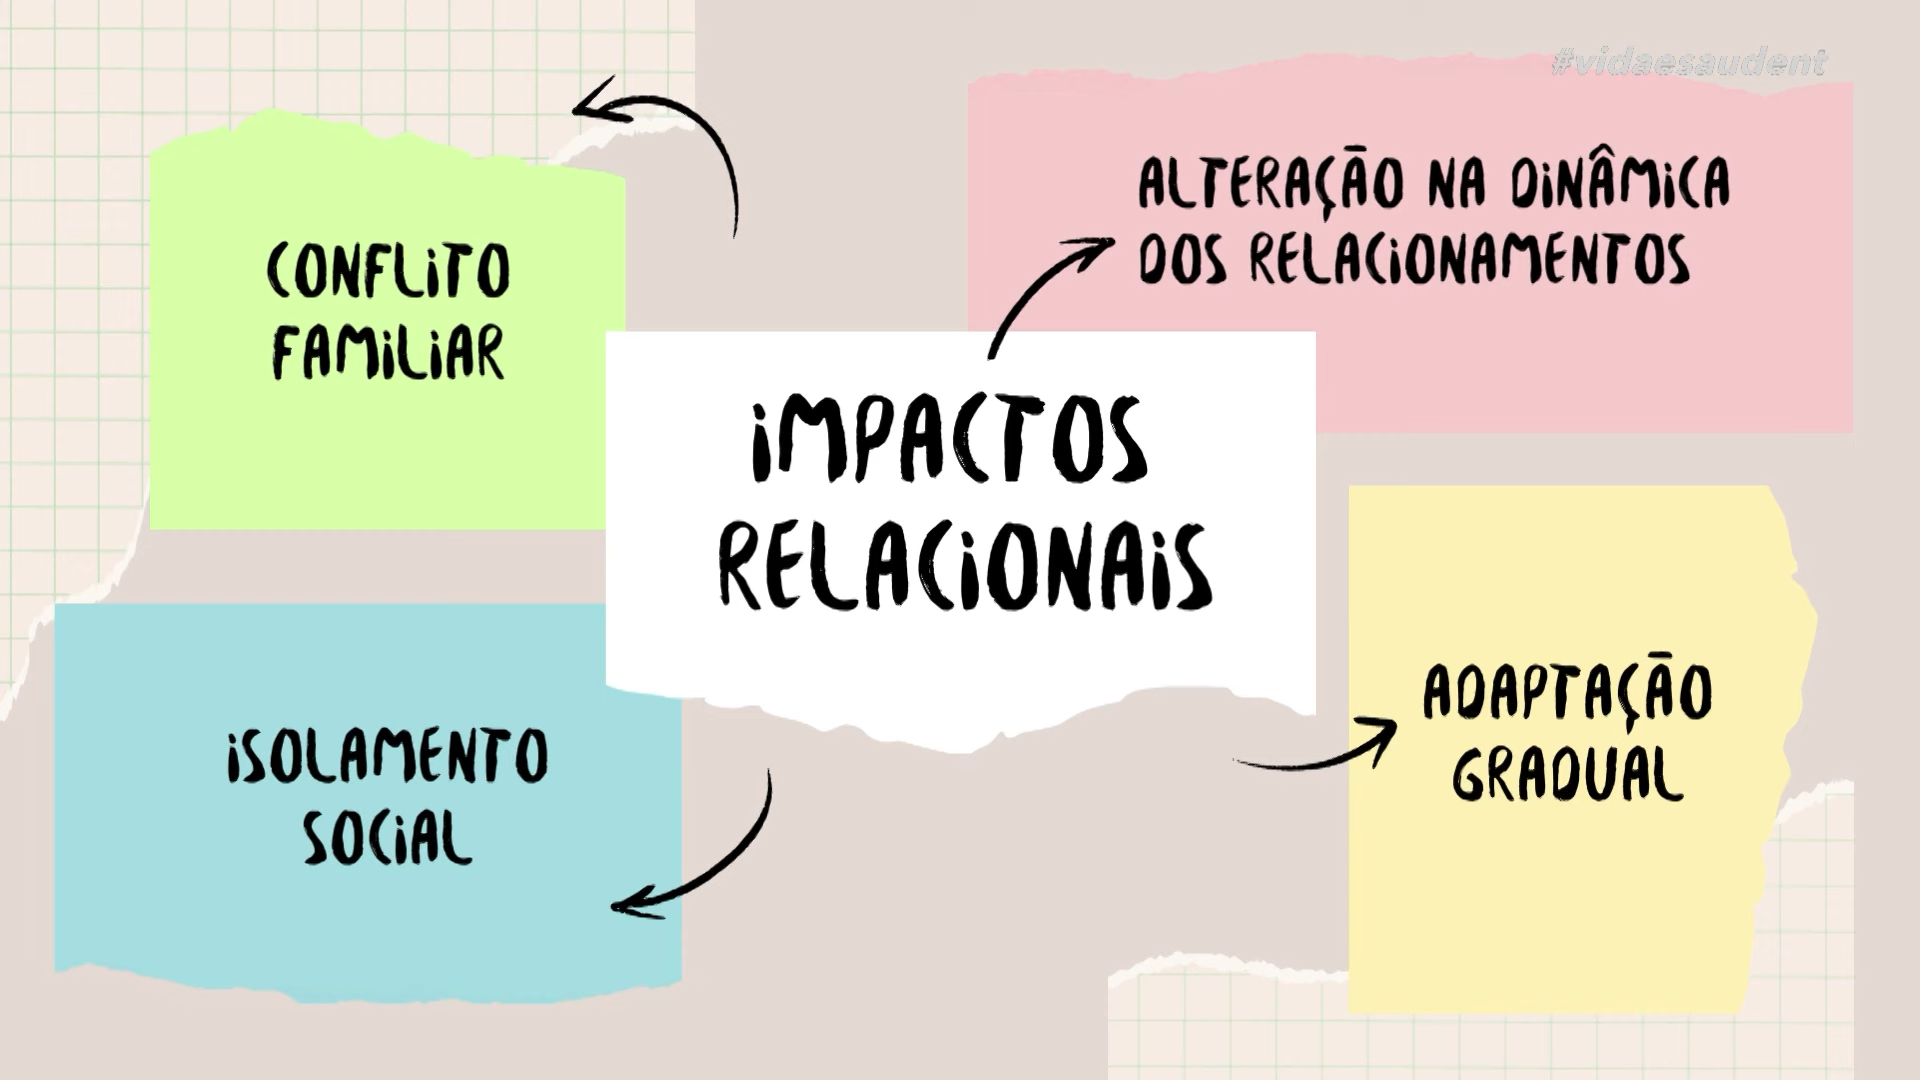 #vidaesaudent
CONFLITO
FAMILIAR
ALTERAÇÃO NA DINÂMICA
DOS RELACIONAMENTOS
IMPACTOS
RELACIONAIS
ISOLAMENTO
SOCIAL
ADAPTAÇÃO
GRADUAL